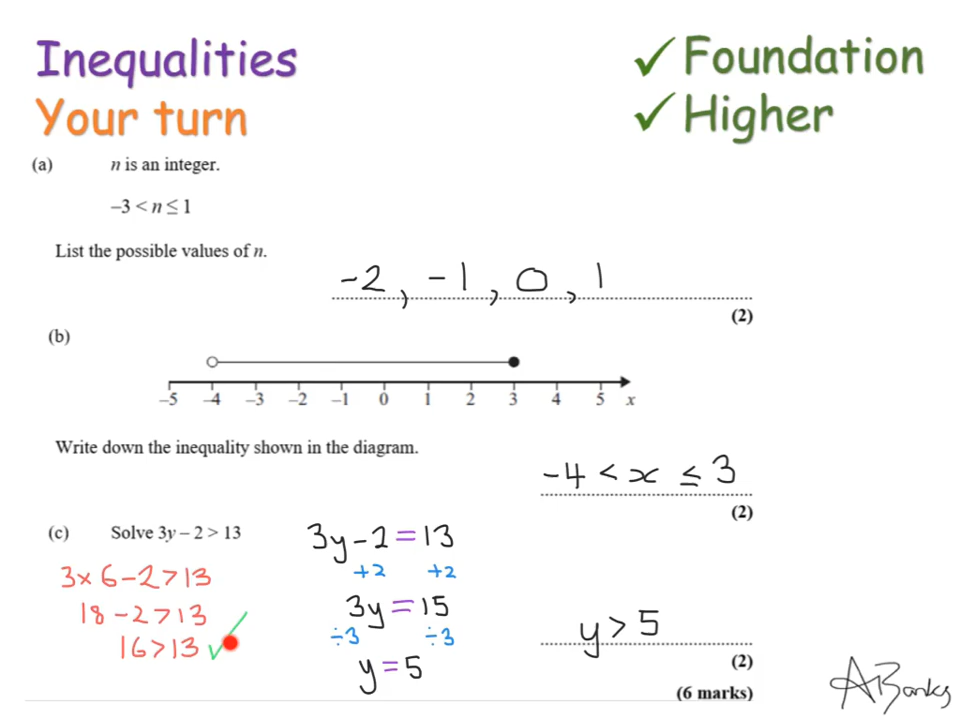 Inequalities
Your turn
✓ Foundation
✓ Higher
(a) n is an integer.
–3 < n ≤ 1
List the possible values of n.
-2, -1, 0, 1
(2)
(b)
–5 –4 –3 –2 –1 0 1 2 3 4 5 x
Write down the inequality shown in the diagram.
-4 < x ≤ 3
(2)
(c) Solve 3y – 2 > 13
3y - 2 = 13
+2 +2
3y = 15
÷3 ÷3
y = 5
3 × 6 - 2 > 13
18 - 2 > 13
16 > 13 ✓
y > 5
(2)
(6 marks)
ABanks